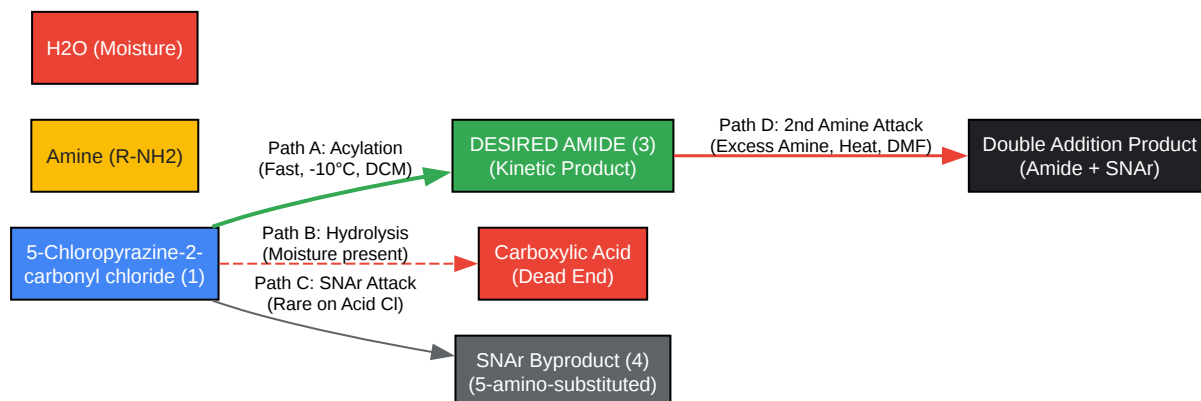 H2O (Moisture)
Amine (R-NH2)
5-Chloropyrazine-2-
carbonyl chloride (1)
Path A: Acylation
(Fast, -10°C, DCM)
Path B: Hydrolysis
(Moisture present)
Path C: SNAr Attack
(Rare on Acid Cl)
DESIRED AMIDE (3)
(Kinetic Product)
Carboxylic Acid
(Dead End)
SNAr Byproduct (4)
(5-amino-substituted)
Path D: 2nd Amine Attack
(Excess Amine, Heat, DMF)
Double Addition Product
(Amide + SNAr)